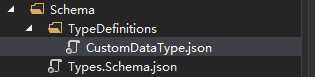 Schema
TypeDefinitions
CustomDataType.json
Types.Schema.json